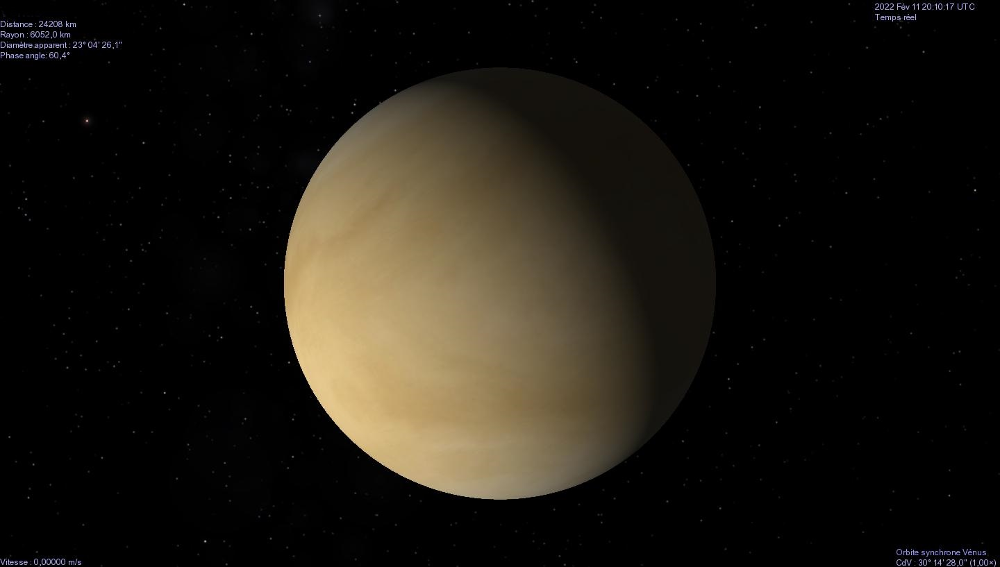 Distance : 24208 km
Rayon : 6052,0 km
Diamètre apparent : 23° 04' 26,1"
Phase angle: 60,4°
2022 Fév 11 20:10:17 UTC
Temps réel
Vitesse : 0,00000 m/s
Orbite synchrone Vénus
CdV : 30° 14' 28,0" (1,00×)